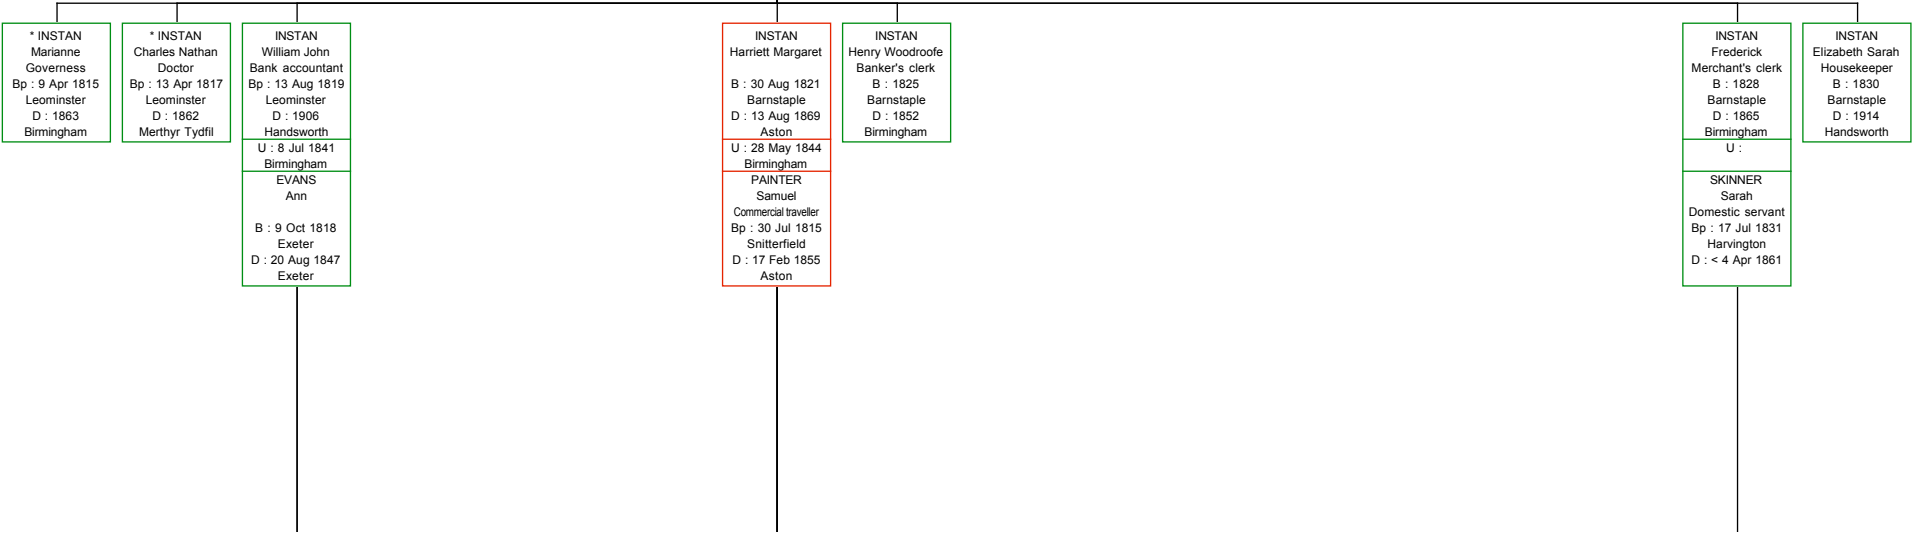 * INSTAN
Marianne
Governess
Bp : 9 Apr 1815
Leominster
D : 1863
Birmingham
* INSTAN
Charles Nathan
Doctor
Bp : 13 Apr 1817
Leominster
D : 1862
Merthyr Tydfil
INSTAN
William John
Bank accountant
Bp : 13 Aug 1819
Leominster
D : 1906
Handsworth
U : 8 Jul 1841
Birmingham
EVANS
Ann
B : 9 Oct 1818
Exeter
D : 20 Aug 1847
Exeter
INSTAN
Harriett Margaret
B : 30 Aug 1821
Barnstaple
D : 13 Aug 1869
Aston
U : 28 May 1844
Birmingham
PAINTER
Samuel
Commercial traveller
Bp : 30 Jul 1815
Snitterfield
D : 17 Feb 1855
Aston
INSTAN
Henry Woodroofe
Banker's clerk
B : 1825
Barnstaple
D : 1852
Birmingham
INSTAN
Frederick
Merchant's clerk
B : 1828
Barnstaple
D : 1865
Birmingham
U :
SKINNER
Sarah
Domestic servant
Bp : 17 Jul 1831
Harvington
D : < 4 Apr 1861
INSTAN
Elizabeth Sarah
Housekeeper
B : 1830
Barnstaple
D : 1914
Handsworth